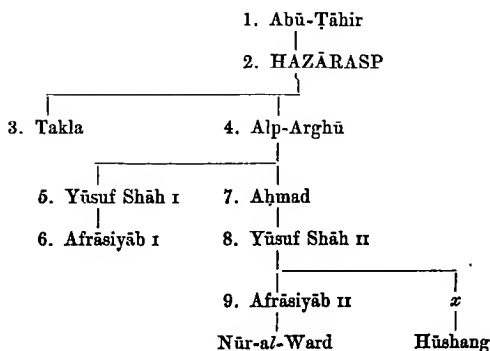 1. Abū-Ṭāhir
2. HAZĀRASP
3. Takla 4. Alp-Arghū
5. Yūsuf Shāh I 7. Aḥmad
6. Afrāsiyāb I 8. Yūsuf Shāh II
9. Afrāsiyāb II x
Nūr-al-Ward Hūshang